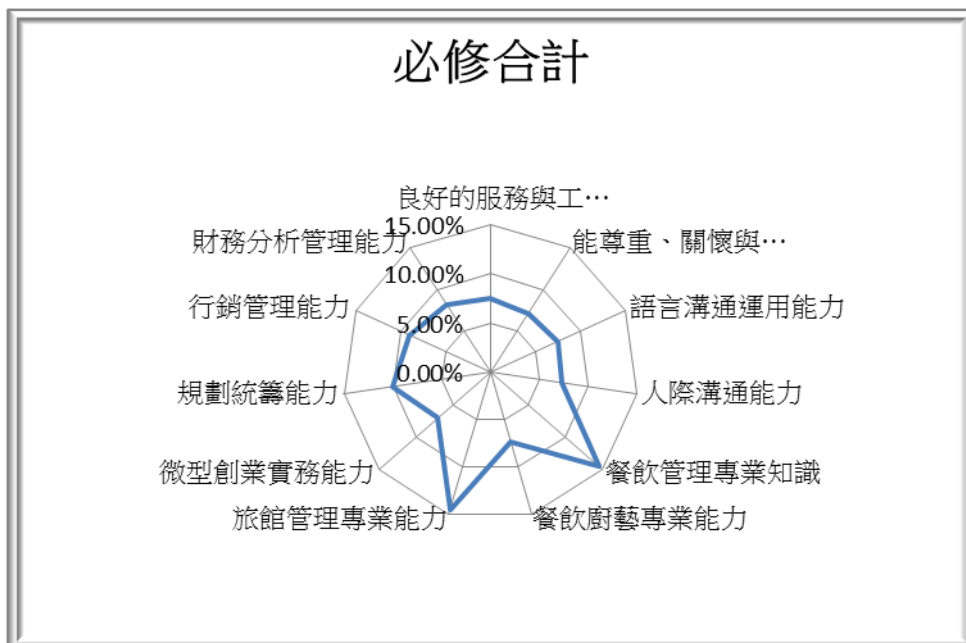 必修合計
良好的服務與工…
15.00%
財務分析管理能力
能尊重、關懷與…
10.00%
行銷管理能力
語言溝通運用能力
5.00%
0.00%
規劃統籌能力
人際溝通能力
微型創業實務能力
餐飲管理專業知識
旅館管理專業能力
餐飲廚藝專業能力